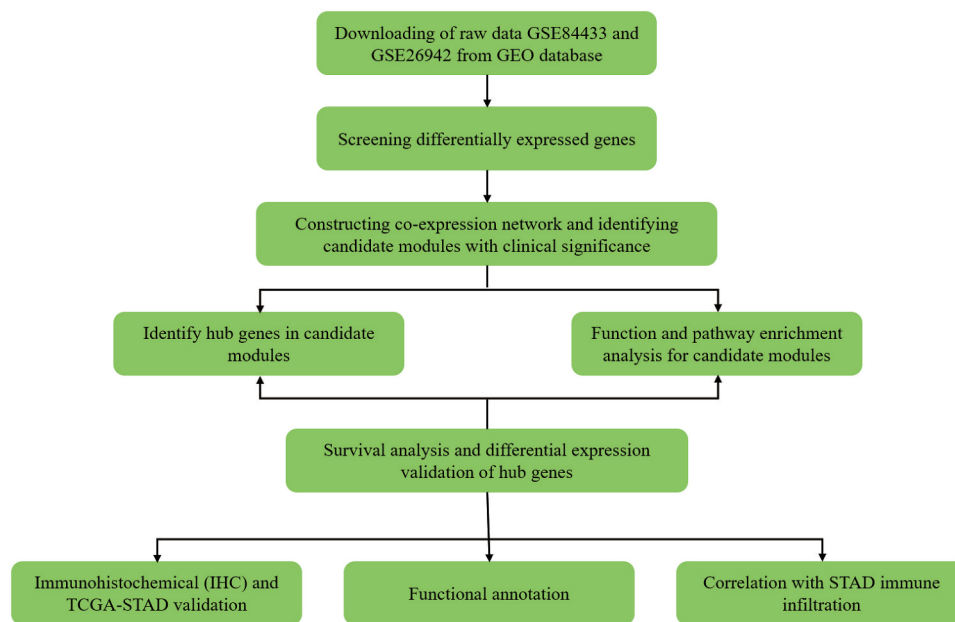 Downloading of raw data GSE84433 and
GSE26942 from GEO database
Screening differentially expressed genes
Constructing co-expression network and identifying
candidate modules with clinical significance
Identify hub genes in candidate
modules
Function and pathway enrichment
analysis for candidate modules
Survival analysis and differential expression
validation of hub genes
Immunohistochemical (IHC) and
TCGA-STAD validation
Functional annotation
Correlation with STAD immune
infiltration